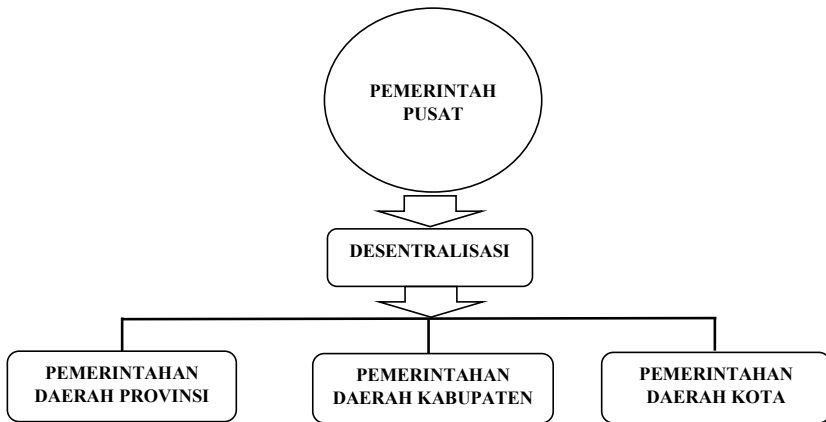 PEMERINTAH
PUSAT
DESENTRALISASI
PEMERINTAHAN
DAERAH PROVINSI
PEMERINTAHAN
DAERAH KABUPATEN
PEMERINTAHAN
DAERAH KOTA